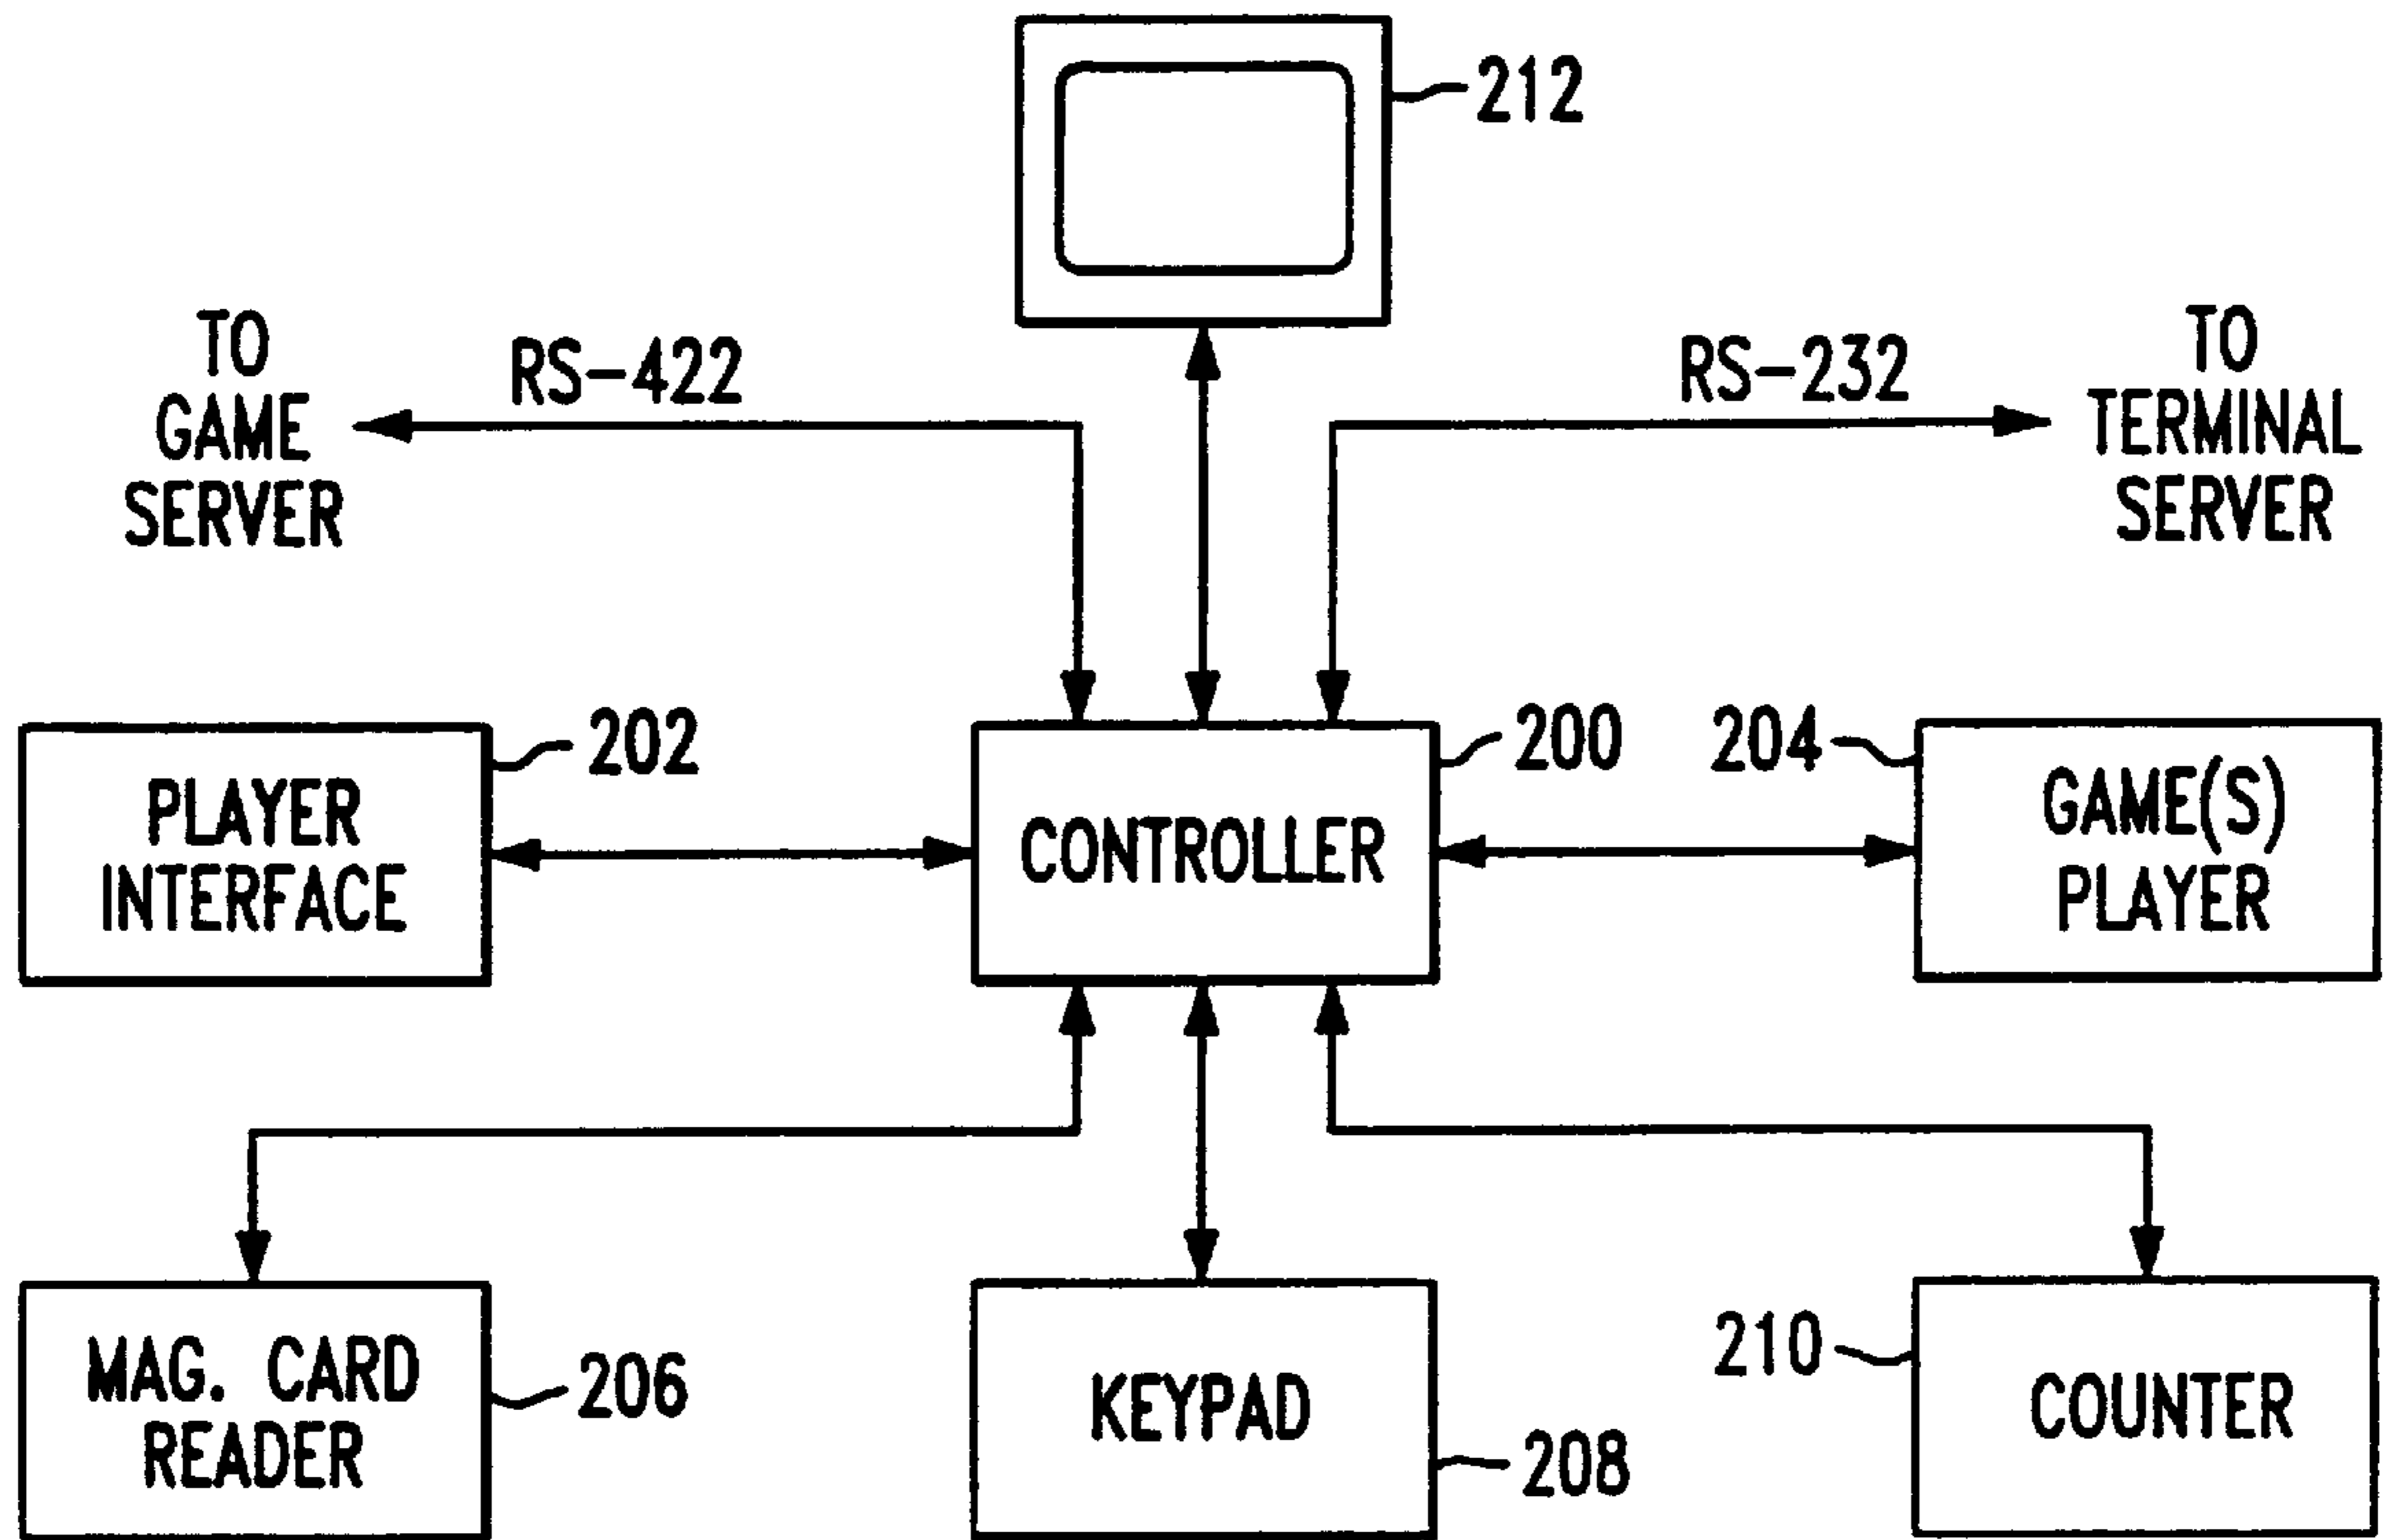 212
TO
GAME
SERVER
RS-422
RS-232
TO
TERMINAL
SERVER
202
PLAYER
INTERFACE
200
CONTROLLER
204
GAME(S)
PLAYER
MAG. CARD
READER
206
KEYPAD
208
210
COUNTER